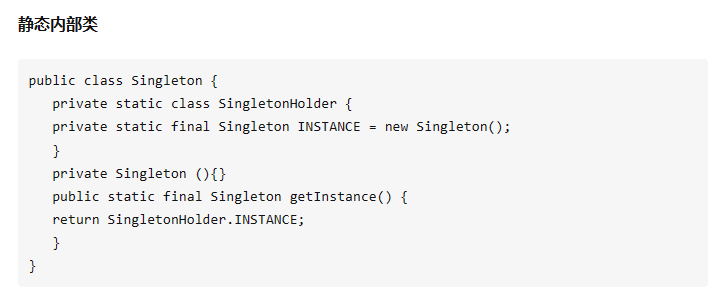 静态内部类
public class Singleton {
   private static class SingletonHolder {
   private static final Singleton INSTANCE = new Singleton();
   }
   private Singleton (){}
   public static final Singleton getInstance() {
   return SingletonHolder.INSTANCE;
   }
}